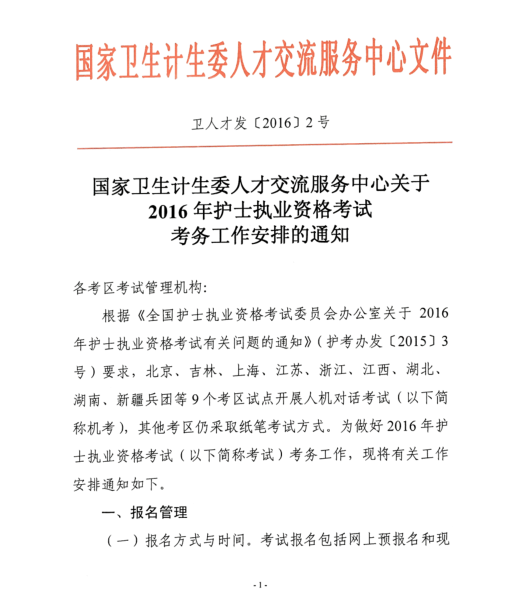 国家卫生计生委人才交流服务中心文件
卫人才发〔2016〕2号
国家卫生计生委人才交流服务中心关于
2016年护士执业资格考试
考务工作安排的通知
各考区考试管理机构：
根据《全国护士执业资格考试委员会办公室关于 2016
年护士执业资格考试有关问题的通知》（护考办发〔2015〕3
号）要求，北京、吉林、上海、江苏、浙江、江西、湖北、
湖南、新疆兵团等9个考区试点开展人机对话考试（以下简
称机考），其他考区仍采取纸笔考试方式。为做好2016年护
士执业资格考试（以下简称考试）考务工作，现将有关工作
安排通知如下。
一、报名管理
（一）报名方式与时间。考试报名包括网上预报名和现
- 1 -